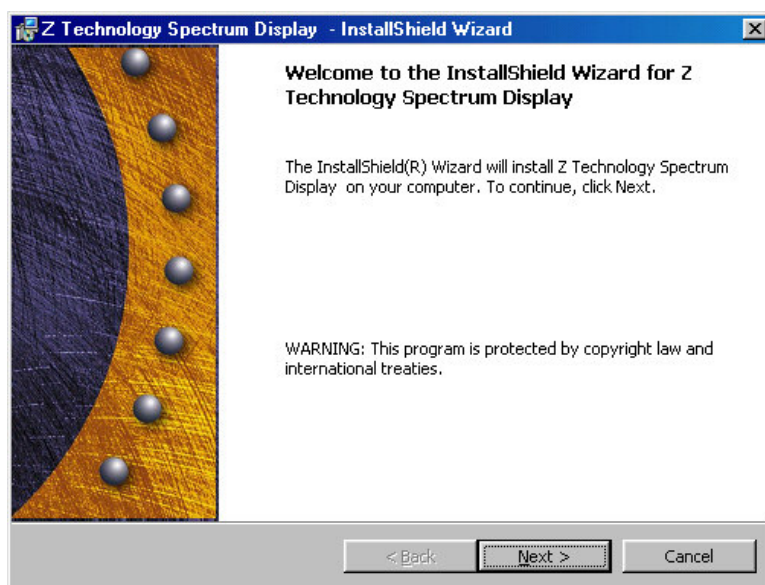 Z Technology Spectrum Display - InstallShield Wizard
Welcome to the InstallShield Wizard for Z
Technology Spectrum Display
The InstallShield(R) Wizard will install Z Technology Spectrum
Display on your computer. To continue, click Next.
WARNING: This program is protected by copyright law and
international treaties.
< Back
Next >
Cancel